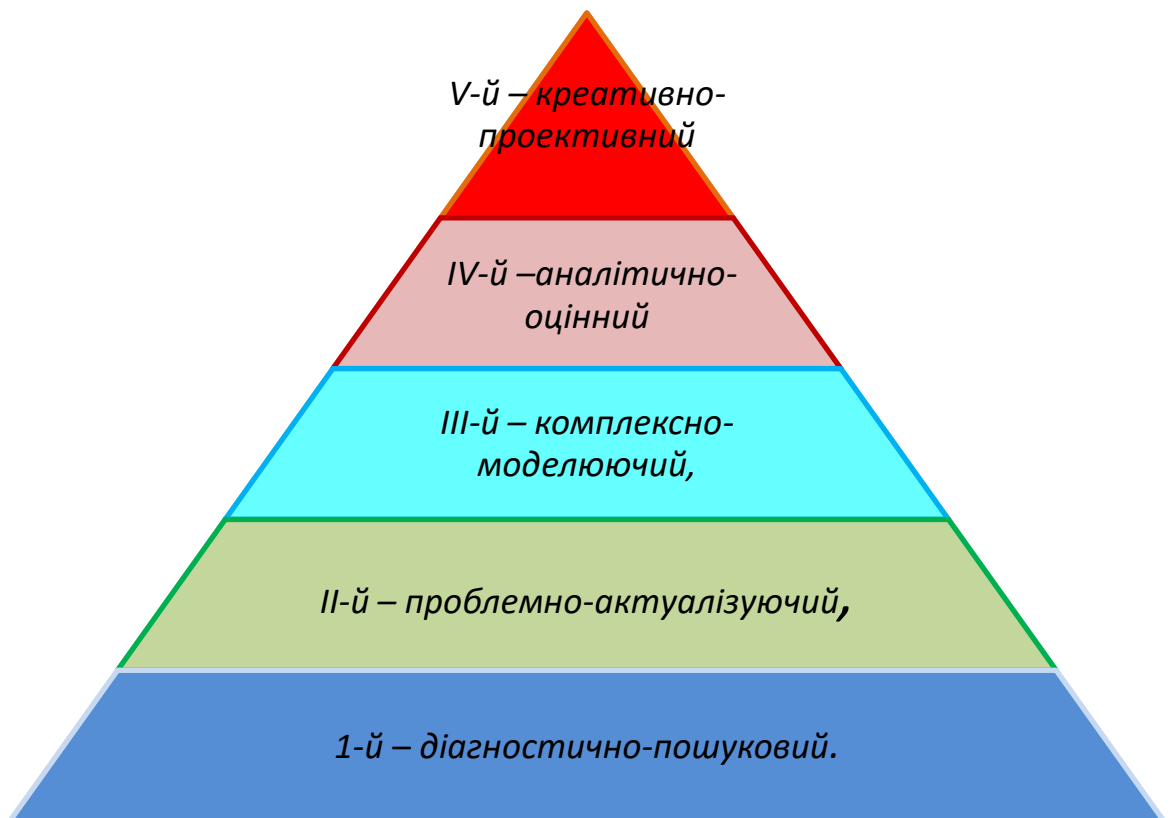 V-й – креативно-
проективний
IV-й –аналітично-
оцінний
III-й – комплексно-
моделюючий,
II-й – проблемно-актуалізуючий,
1-й – діагностично-пошуковий.